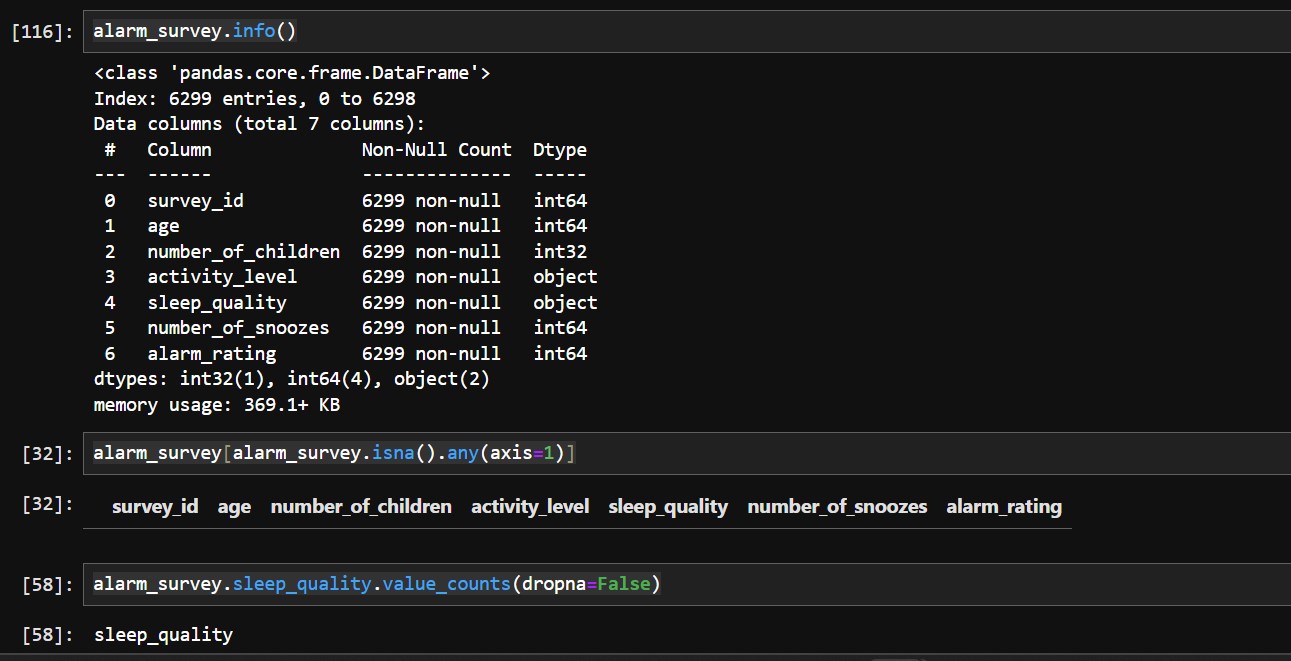 [116]: alarm_survey.info()
<class 'pandas.core.frame.DataFrame'>
Index: 6299 entries, 0 to 6298
Data columns (total 7 columns):
 #   Column              Non-Null Count  Dtype
---  ------              --------------  -----
 0   survey_id           6299 non-null   int64
 1   age                 6299 non-null   int64
 2   number_of_children  6299 non-null   int32
 3   activity_level      6299 non-null   object
 4   sleep_quality       6299 non-null   object
 5   number_of_snoozes   6299 non-null   int64
 6   alarm_rating        6299 non-null   int64
dtypes: int32(1), int64(4), object(2)
memory usage: 369.1+ KB
[32]: alarm_survey[alarm_survey.isna().any(axis=1)]
[32]: survey_id age number_of_children activity_level sleep_quality number_of_snoozes alarm_rating
[58]: alarm_survey.sleep_quality.value_counts(dropna=False)
[58]: sleep_quality